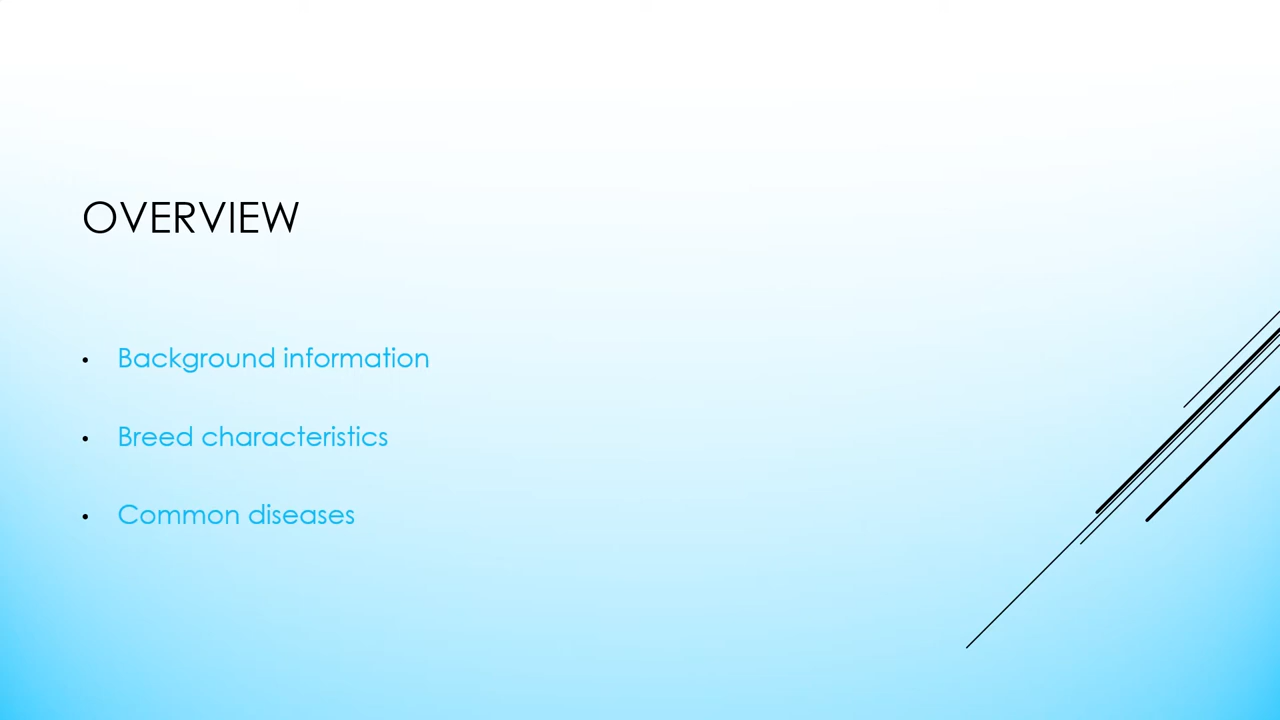 OVERVIEW
• Background information
• Breed characteristics
• Common diseases